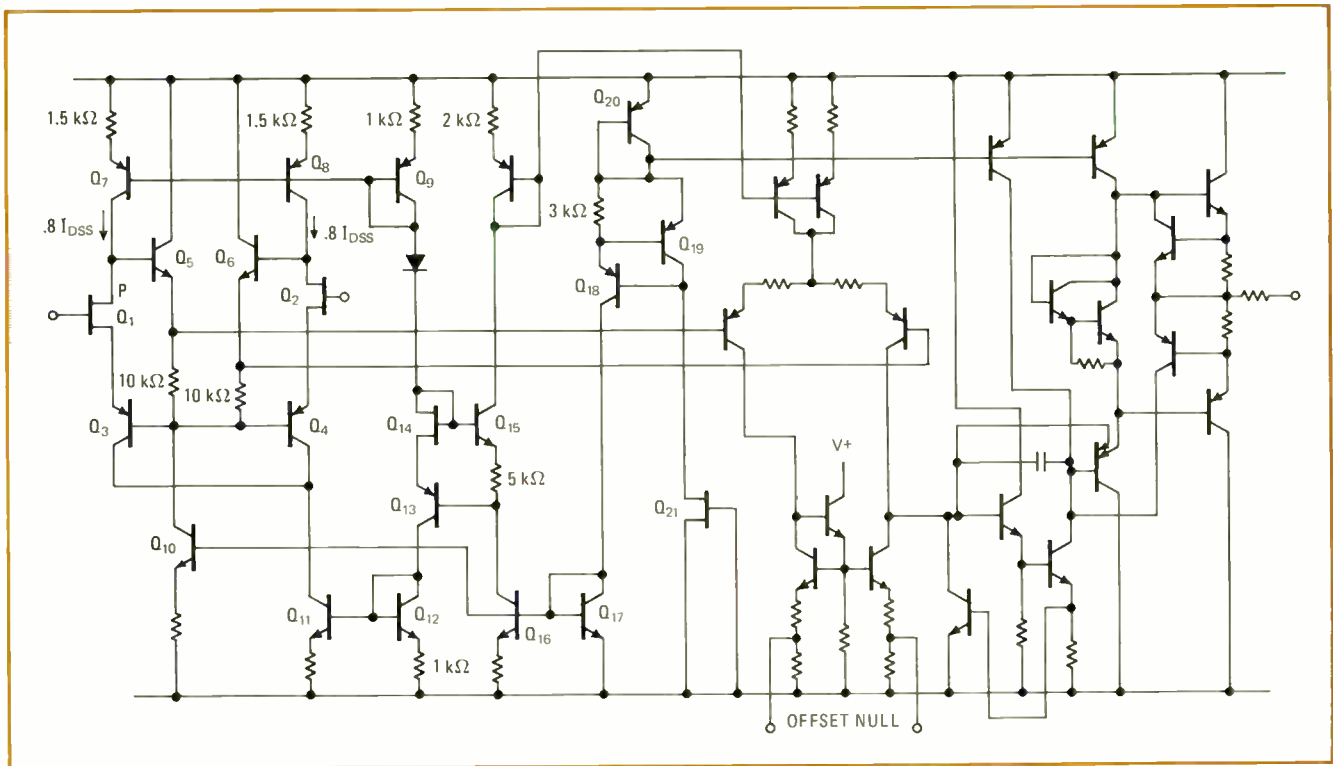 Q20
1.5 kΩ
1.5 kΩ
1 kΩ
2 kΩ
Q7
Q8
Q9
3 kΩ
.8 IDSS
.8 IDSS
Q5
Q6
Q19
Q18
P
Q1
Q2
10 kΩ
10 kΩ
Q3
Q4
Q14
Q15
V+
5 kΩ
Q13
Q21
Q10
Q11
Q12
Q16
Q17
1 kΩ
OFFSET NULL